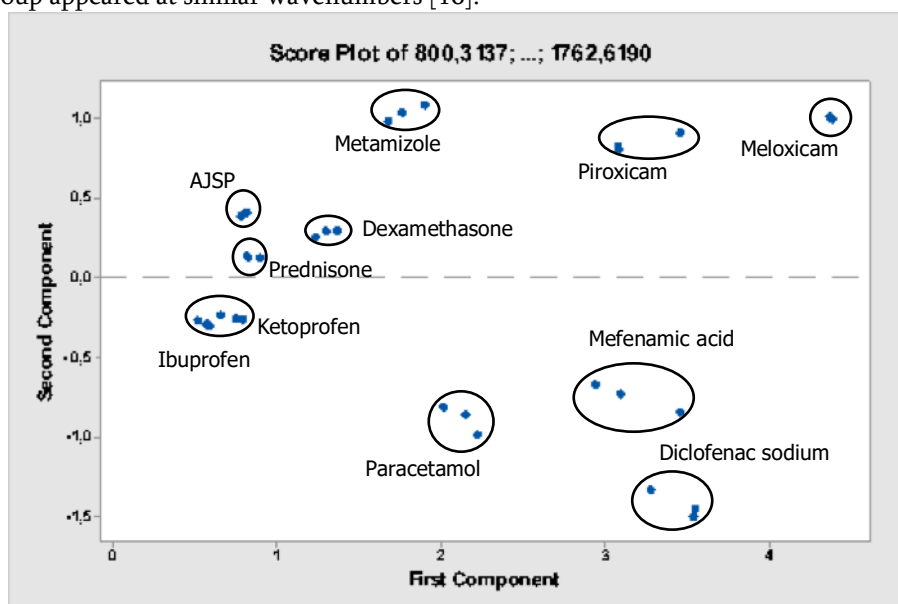 oup appeared at similar wavenumbers [16].
Score Plot of 800,3137; ...; 1762,6190
1,0
0,5
0,0
-0,5
-1,0
-1,5
Second Component
Metamizole
Piroxicam
Meloxicam
AJSP
Dexamethasone
Prednisone
Ketoprofen
Ibuprofen
Mefenamic acid
Paracetamol
Diclofenac sodium
0 1 2 3 4
First Component